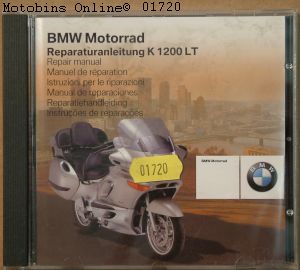 Motobins Online© 01720
BMW Motorrad
Reparaturanleitung K 1200 LT
Repair manual
Manuel de réparation
Istruzioni per le riparazioni
Manual de reparaciones
Reparatiehandleiding
Instruções de reparações
01720
BMW Motorrad
BMW